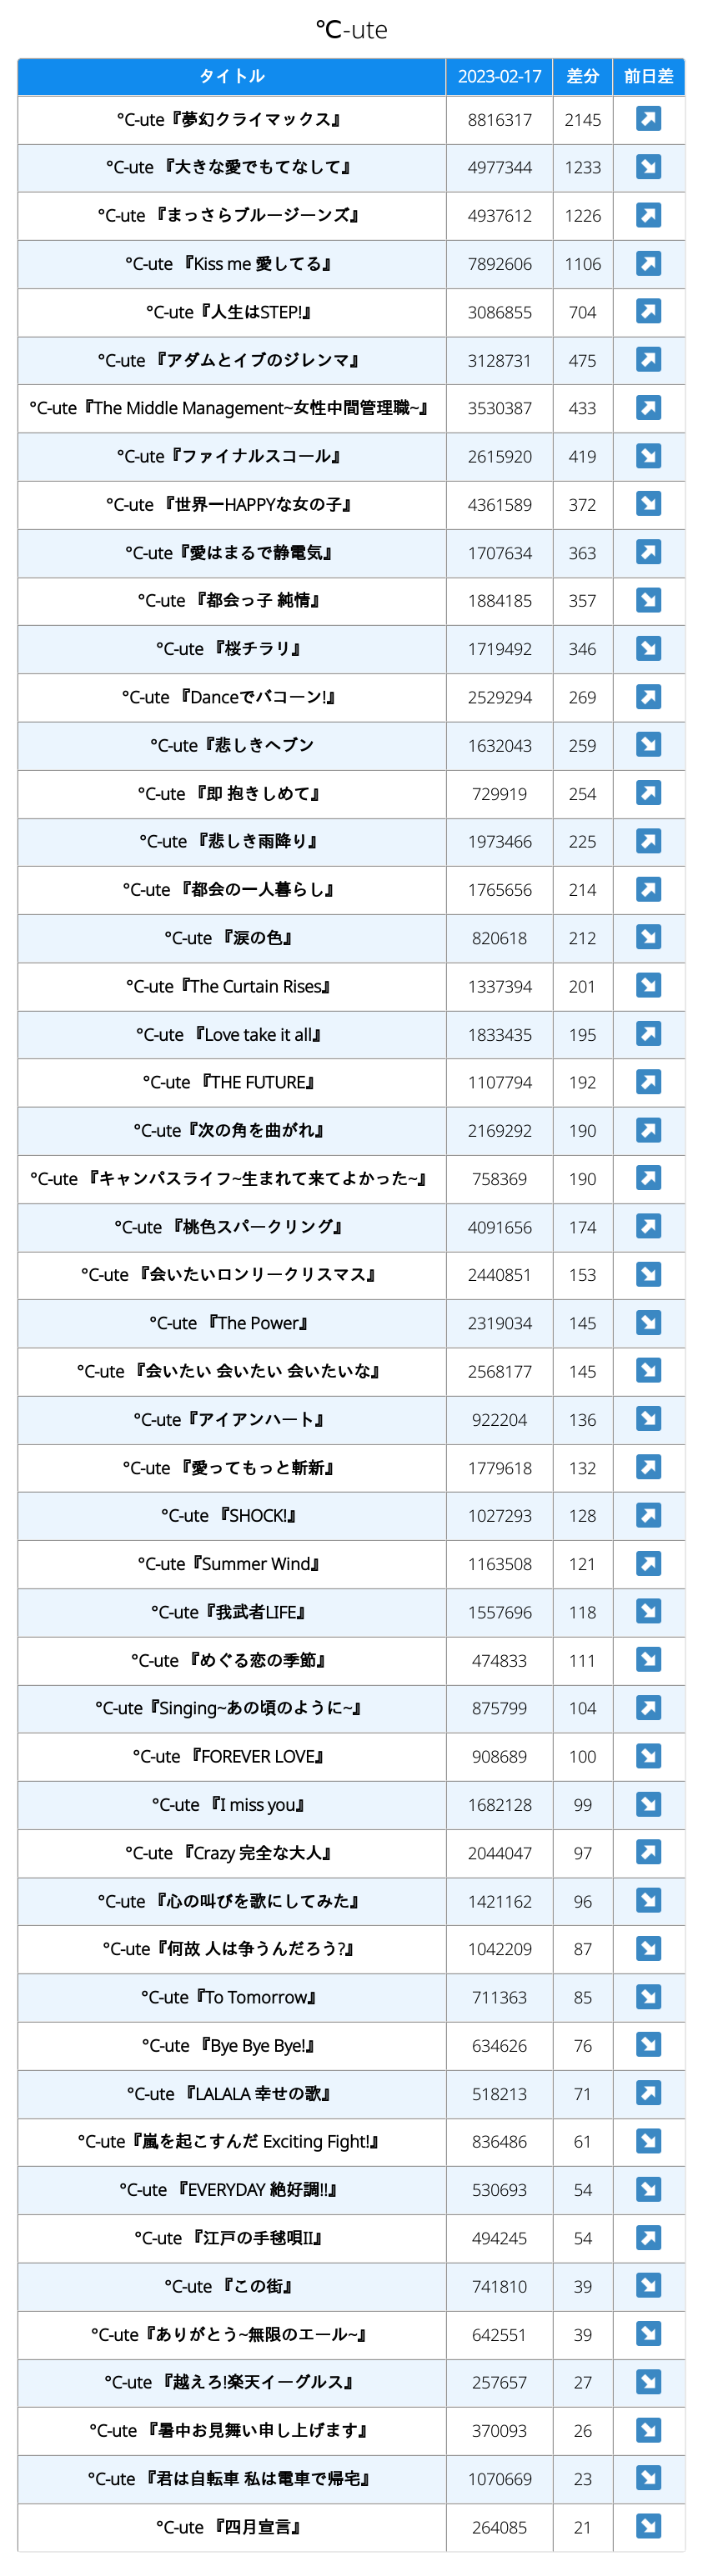 ℃-ute
タイトル 2023-02-17 差分 前日差
°C-ute『夢幻クライマックス』 8816317 2145 ↗
°C-ute 『大きな愛でもてなして』 4977344 1233 ↘
°C-ute 『まっさらブルージーンズ』 4937612 1226 ↗
°C-ute 『Kiss me 愛してる』 7892606 1106 ↗
°C-ute『人生はSTEP!』 3086855 704 ↗
°C-ute 『アダムとイブのジレンマ』 3128731 475 ↗
°C-ute『The Middle Management~女性中間管理職~』 3530387 433 ↗
°C-ute『ファイナルスコール』 2615920 419 ↘
°C-ute 『世界一HAPPYな女の子』 4361589 372 ↘
°C-ute『愛はまるで静電気』 1707634 363 ↗
°C-ute 『都会っ子 純情』 1884185 357 ↘
°C-ute 『桜チラリ』 1719492 346 ↘
°C-ute 『Danceでバコーン!』 2529294 269 ↗
°C-ute『悲しきヘブン 1632043 259 ↘
°C-ute 『即 抱きしめて』 729919 254 ↗
°C-ute 『悲しき雨降り』 1973466 225 ↗
°C-ute 『都会の一人暮らし』 1765656 214 ↗
°C-ute 『涙の色』 820618 212 ↘
°C-ute『The Curtain Rises』 1337394 201 ↘
°C-ute 『Love take it all』 1833435 195 ↗
°C-ute 『THE FUTURE』 1107794 192 ↗
°C-ute『次の角を曲がれ』 2169292 190 ↗
°C-ute 『キャンパスライフ~生まれて来てよかった~』 758369 190 ↗
°C-ute 『桃色スパークリング』 4091656 174 ↗
°C-ute 『会いたいロンリークリスマス』 2440851 153 ↘
°C-ute 『The Power』 2319034 145 ↘
°C-ute 『会いたい 会いたい 会いたいな』 2568177 145 ↘
°C-ute『アイアンハート』 922204 136 ↘
°C-ute 『愛ってもっと斬新』 1779618 132 ↗
°C-ute 『SHOCK!』 1027293 128 ↗
°C-ute『Summer Wind』 1163508 121 ↗
°C-ute『我武者LIFE』 1557696 118 ↘
°C-ute 『めぐる恋の季節』 474833 111 ↘
°C-ute『Singing~あの頃のように~』 875799 104 ↗
°C-ute 『FOREVER LOVE』 908689 100 ↘
°C-ute 『I miss you』 1682128 99 ↘
°C-ute 『Crazy 完全な大人』 2044047 97 ↗
°C-ute 『心の叫びを歌にしてみた』 1421162 96 ↘
°C-ute『何故 人は争うんだろう?』 1042209 87 ↘
°C-ute『To Tomorrow』 711363 85 ↘
°C-ute 『Bye Bye Bye!』 634626 76 ↘
°C-ute 『LALALA 幸せの歌』 518213 71 ↗
°C-ute『嵐を起こすんだ Exciting Fight!』 836486 61 ↘
°C-ute 『EVERYDAY 絶好調!!』 530693 54 ↘
°C-ute 『江戸の手毬唄II』 494245 54 ↗
°C-ute 『この街』 741810 39 ↘
°C-ute『ありがとう~無限のエール~』 642551 39 ↘
°C-ute 『越えろ!楽天イーグルス』 257657 27 ↘
°C-ute 『暑中お見舞い申し上げます』 370093 26 ↘
°C-ute 『君は自転車 私は電車で帰宅』 1070669 23 ↘
°C-ute 『四月宣言』 264085 21 ↘